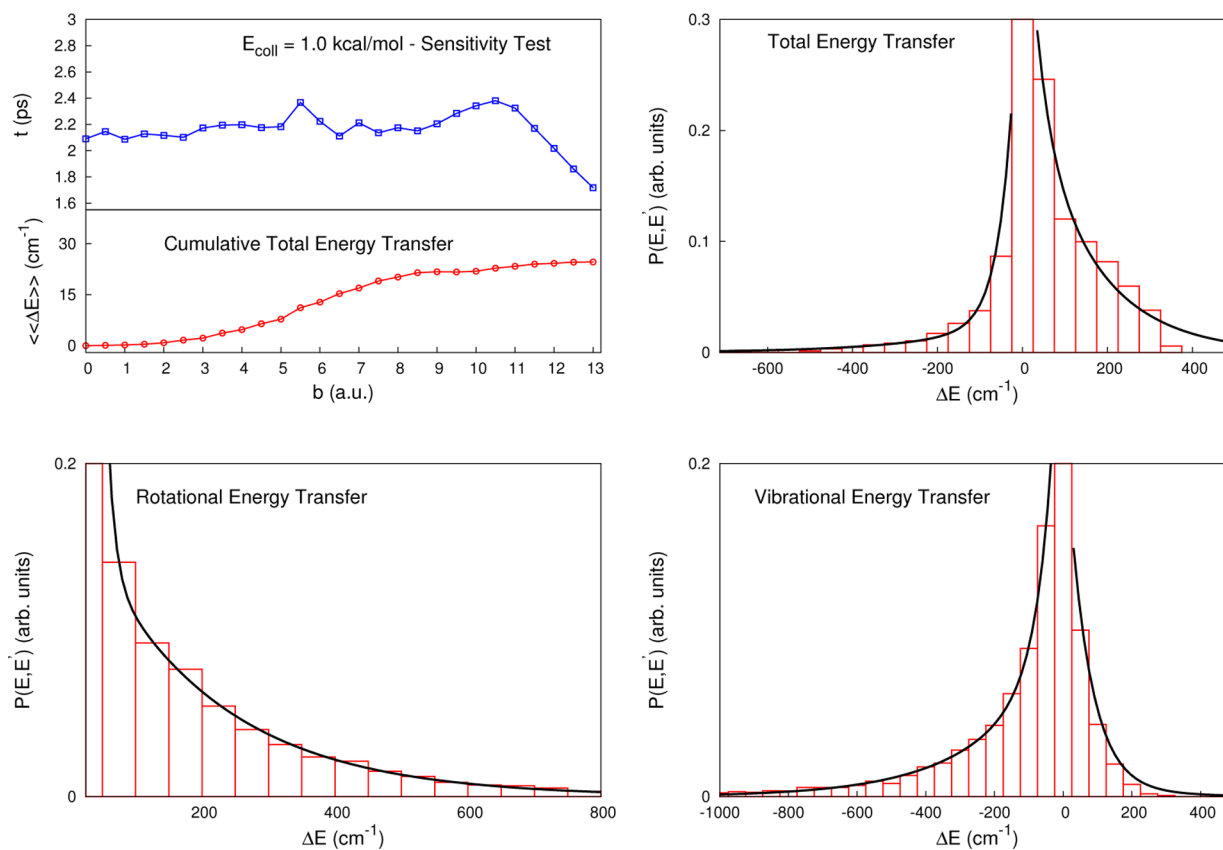 E_coll = 1.0 kcal/mol - Sensitivity Test
t (ps)
3
2.8
2.6
2.4
2.2
2
1.8
1.6
Cumulative Total Energy Transfer
<<ΔE>> (cm⁻¹)
30
15
0
0 1 2 3 4 5 6 7 8 9 10 11 12 13
b (a.u.)
Total Energy Transfer
P(E,E') (arb. units)
0.3
0.2
0.1
0
-600 -400 -200 0 200 400
ΔE (cm⁻¹)
Rotational Energy Transfer
P(E,E') (arb. units)
0.2
0
200 400 600 800
ΔE (cm⁻¹)
Vibrational Energy Transfer
P(E,E') (arb. units)
0.2
0
-1000 -800 -600 -400 -200 0 200 400
ΔE (cm⁻¹)